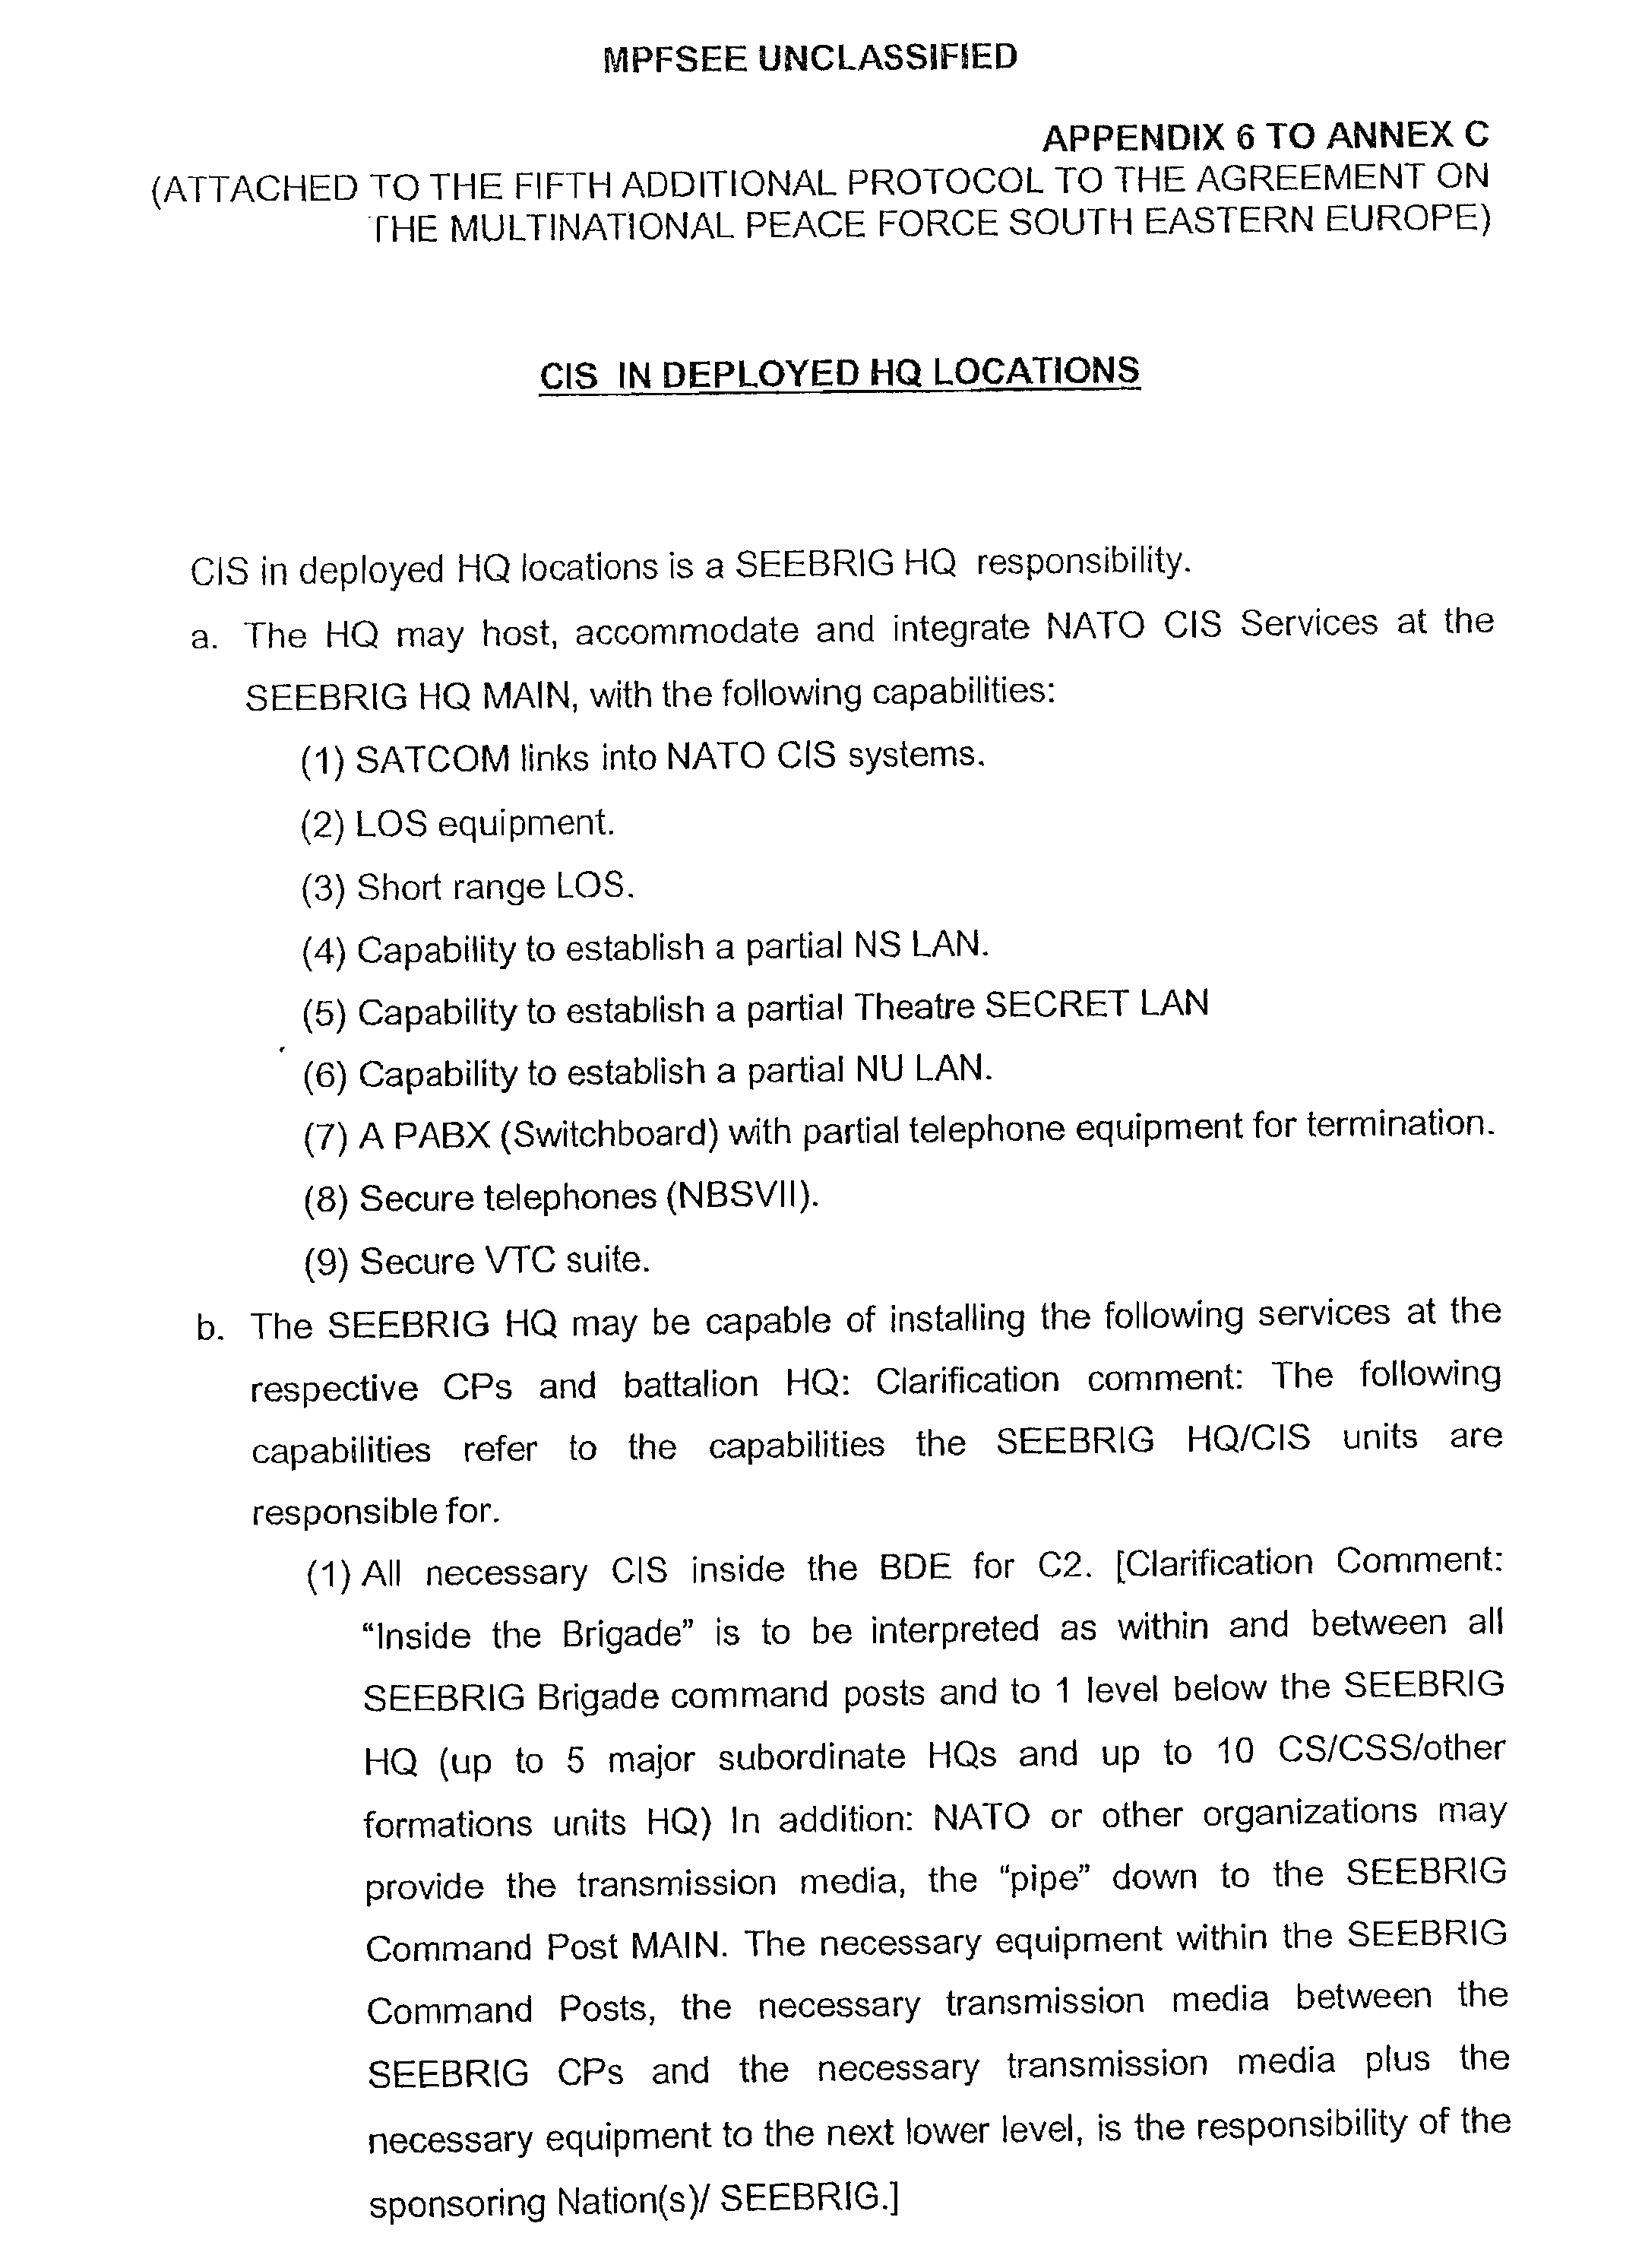 MPFSEE UNCLASSIFIED
APPENDIX 6 TO ANNEX C
(ATTACHED TO THE FIFTH ADDITIONAL PROTOCOL TO THE AGREEMENT ON
THE MULTINATIONAL PEACE FORCE SOUTH EASTERN EUROPE)
CIS IN DEPLOYED HQ LOCATIONS
CIS in deployed HQ locations is a SEEBRIG HQ responsibility.
a. The HQ may host, accommodate and integrate NATO CIS Services at the
SEEBRIG HQ MAIN, with the following capabilities:
(1) SATCOM links into NATO CIS systems.
(2) LOS equipment.
(3) Short range LOS.
(4) Capability to establish a partial NS LAN.
(5) Capability to establish a partial Theatre SECRET LAN
(6) Capability to establish a partial NU LAN.
(7) A PABX (Switchboard) with partial telephone equipment for termination.
(8) Secure telephones (NBSVII).
(9) Secure VTC suite.
b. The SEEBRIG HQ may be capable of installing the following services at the
respective CPs and battalion HQ: Clarification comment: The following
capabilities refer to the capabilities the SEEBRIG HQ/CIS units are
responsible for.
(1) All necessary CIS inside the BDE for C2. [Clarification Comment:
“Inside the Brigade” is to be interpreted as within and between all
SEEBRIG Brigade command posts and to 1 level below the SEEBRIG
HQ (up to 5 major subordinate HQs and up to 10 CS/CSS/other
formations units HQ) In addition: NATO or other organizations may
provide the transmission media, the “pipe” down to the SEEBRIG
Command Post MAIN. The necessary equipment within the SEEBRIG
Command Posts, the necessary transmission media between the
SEEBRIG CPs and the necessary transmission media plus the
necessary equipment to the next lower level, is the responsibility of the
sponsoring Nation(s)/ SEEBRIG.]